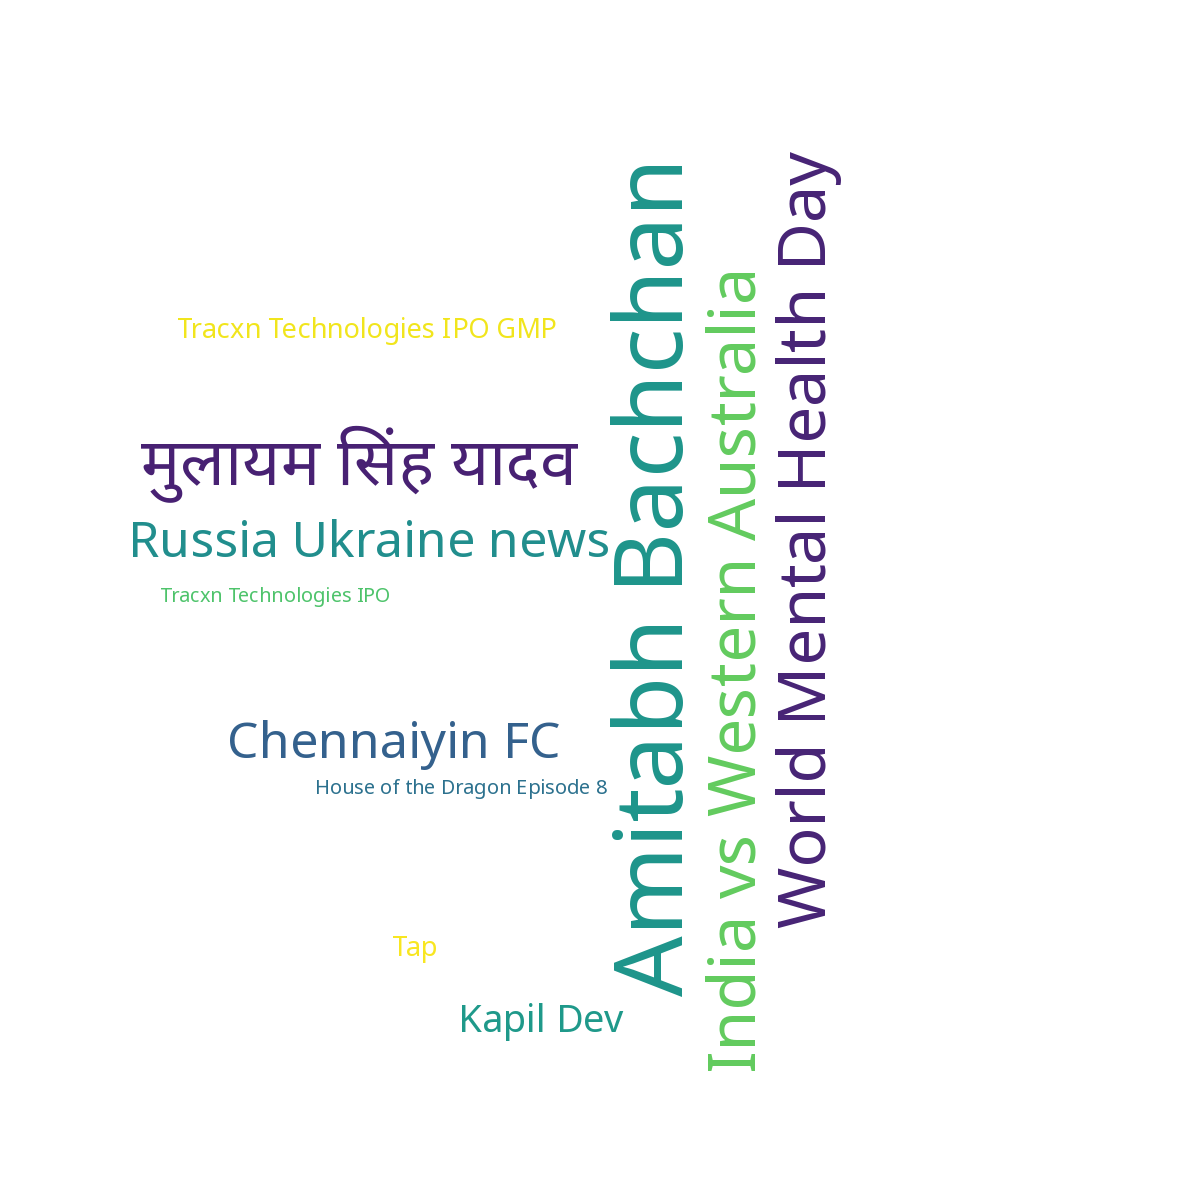 Tracxn Technologies IPO GMP
मुलायम सिंह यादव
Russia Ukraine news
Tracxn Technologies IPO
Chennaiyin FC
House of the Dragon Episode 8
Tap
Kapil Dev
Amitabh Bachchan
India vs Western Australia
World Mental Health Day